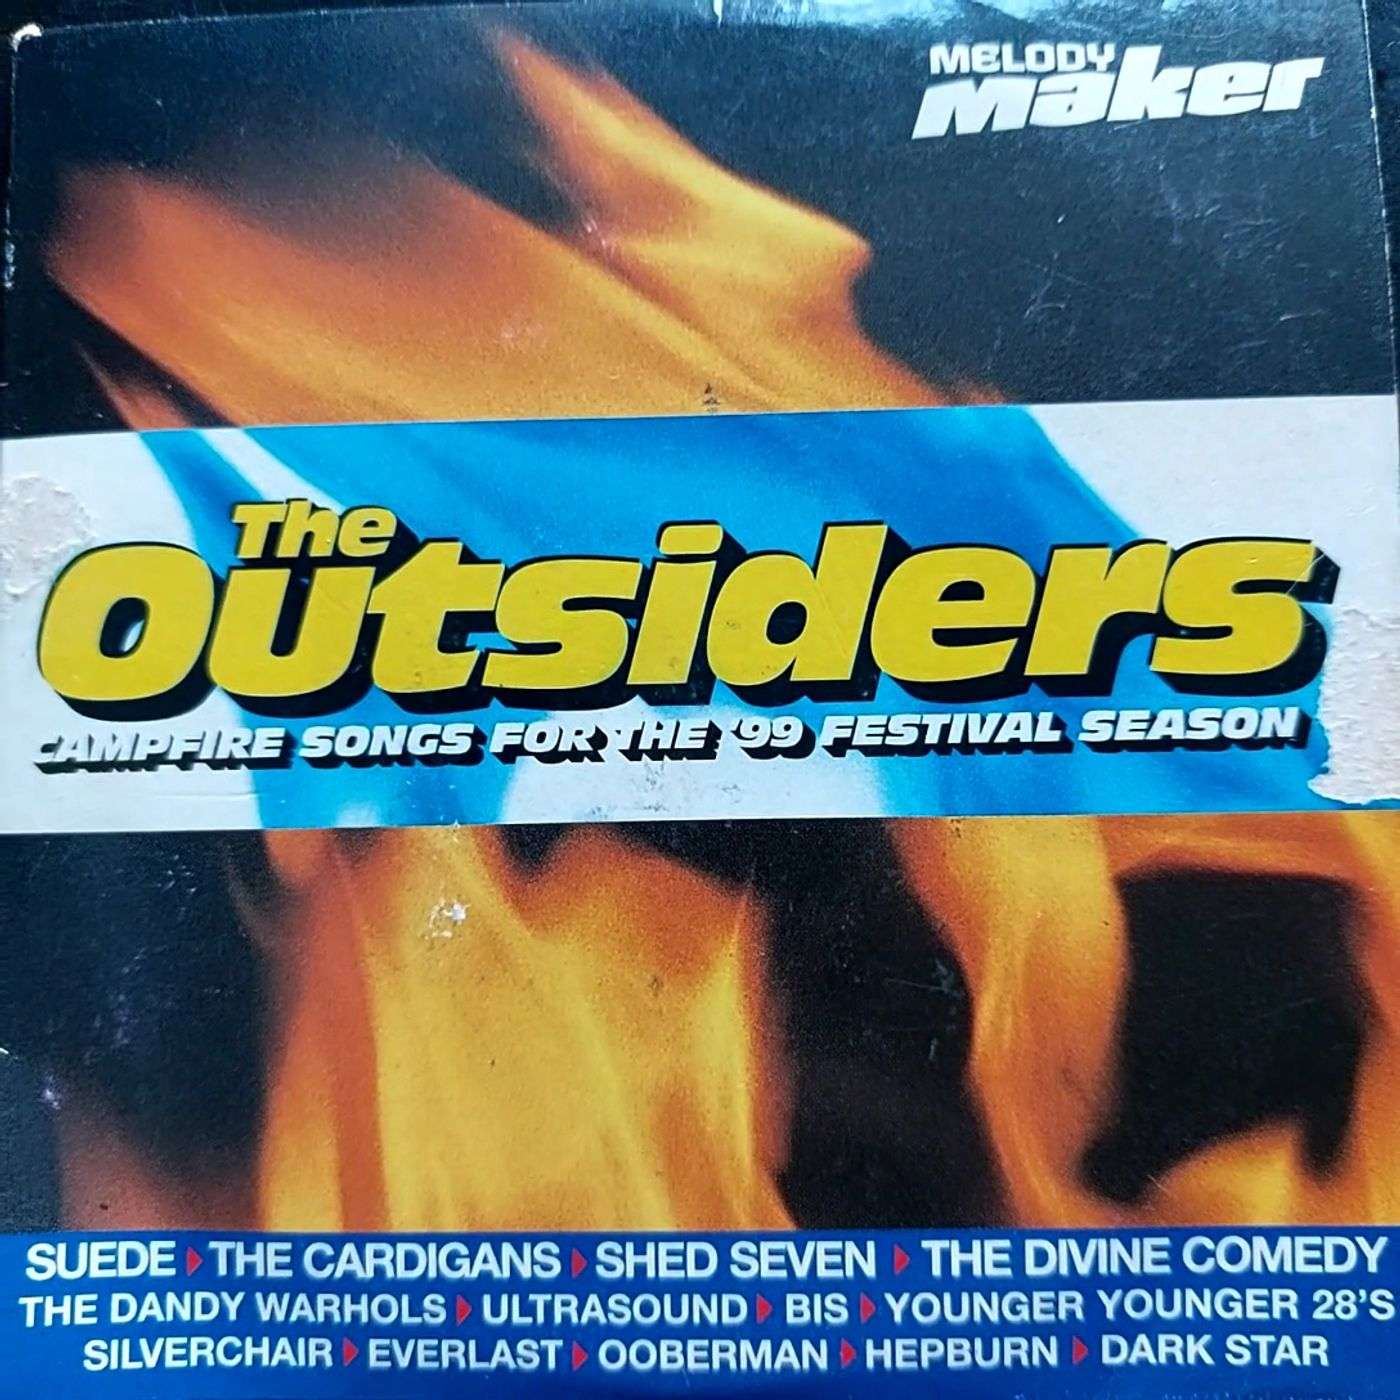 MELODY
maker
The
outsiders
CAMPFIRE SONGS FOR THE '99 FESTIVAL SEASON
SUEDE THE CARDIGANS SHED SEVEN THE DIVINE COMEDY
THE DANDY WARHOLS ULTRASOUND BIS YOUNGER YOUNGER 28'S
SILVERCHAIR EVERLAST OOBERMAN HEPBURN DARK STAR